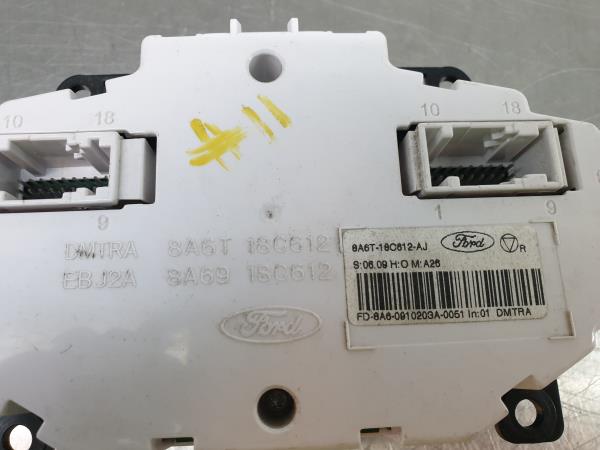 10 18
10 18
9
1 9
DMTRA 8A6T 18C612
EBJ2A 8A69 18C612
Ford
8A6T-18C612-AJ Ford R
S:06.09 H:O M:A26
FD-8A6-0910203A-0051 In:01 DMTRA